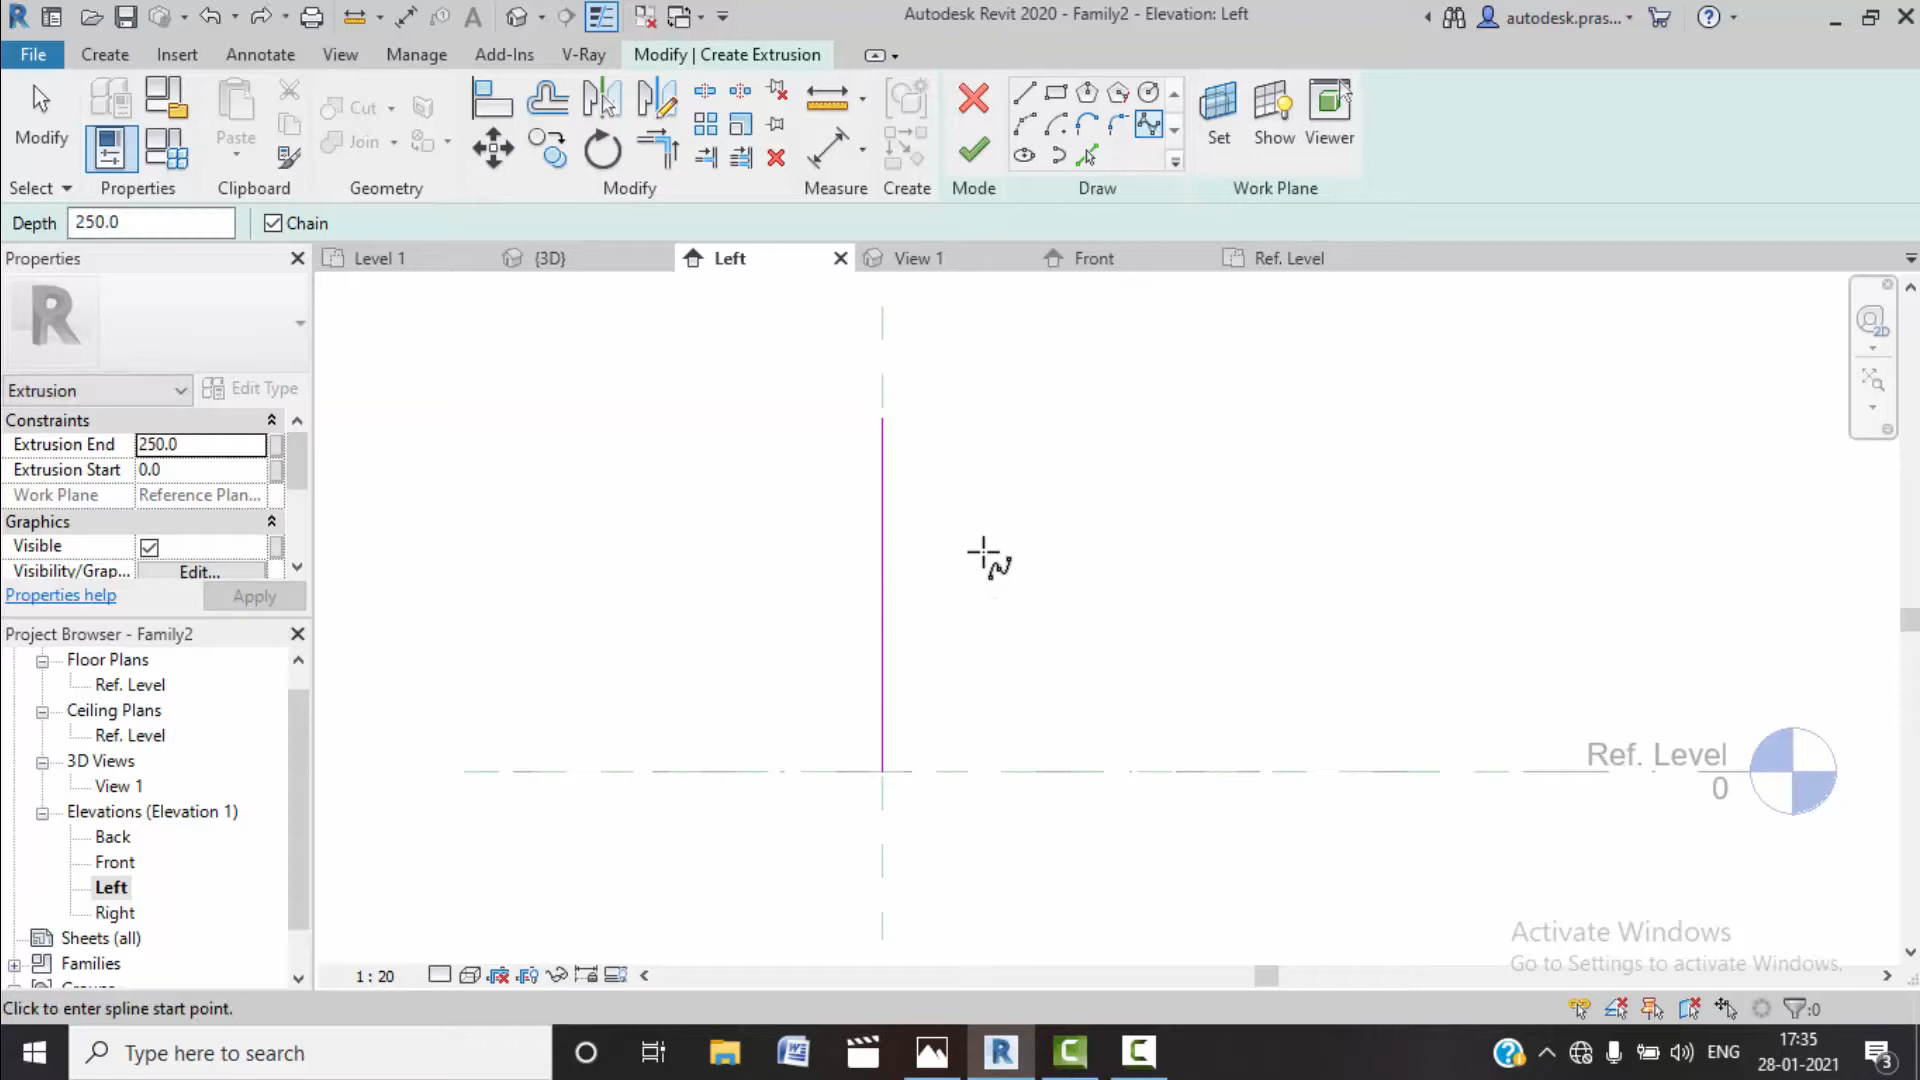 Autodesk Revit 2020 - Family2 - Elevation: Left
autodesk.pras...
File Create Insert Annotate View Manage Add-Ins V-Ray Modify | Create Extrusion
Modify
Paste
Cut
Join
Set Show Viewer
Select Properties Clipboard Geometry Modify Measure Create Mode Draw Work Plane
Depth 250.0 Chain
Properties
Level 1 {3D} Left View 1 Front Ref. Level
Extrusion Edit Type
Constraints
Extrusion End 250.0
Extrusion Start 0.0
Work Plane Reference Plan...
Graphics
Visible
Visibility/Grap... Edit...
Properties help Apply
Project Browser - Family2
Floor Plans
Ref. Level
Ceiling Plans
Ref. Level
3D Views
View 1
Elevations (Elevation 1)
Back
Front
Left
Right
Sheets (all)
Families
2D
Ref. Level
0
Activate Windows
Go to Settings to activate Windows.
1 : 20
Click to enter spline start point.
:0
Type here to search
ENG
17:35
28-01-2021
3